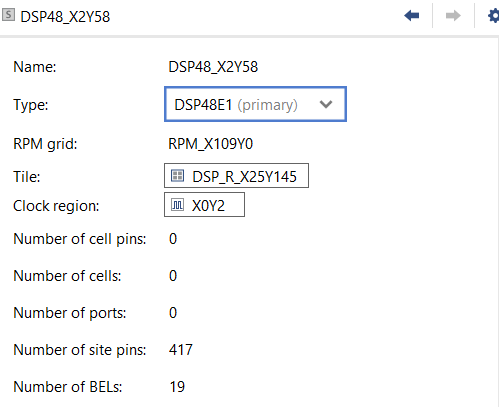 S DSP48_X2Y58
Name: DSP48_X2Y58
Type: DSP48E1 (primary)
RPM grid: RPM_X109Y0
Tile: DSP_R_X25Y145
Clock region: X0Y2
Number of cell pins: 0
Number of cells: 0
Number of ports: 0
Number of site pins: 417
Number of BELs: 19